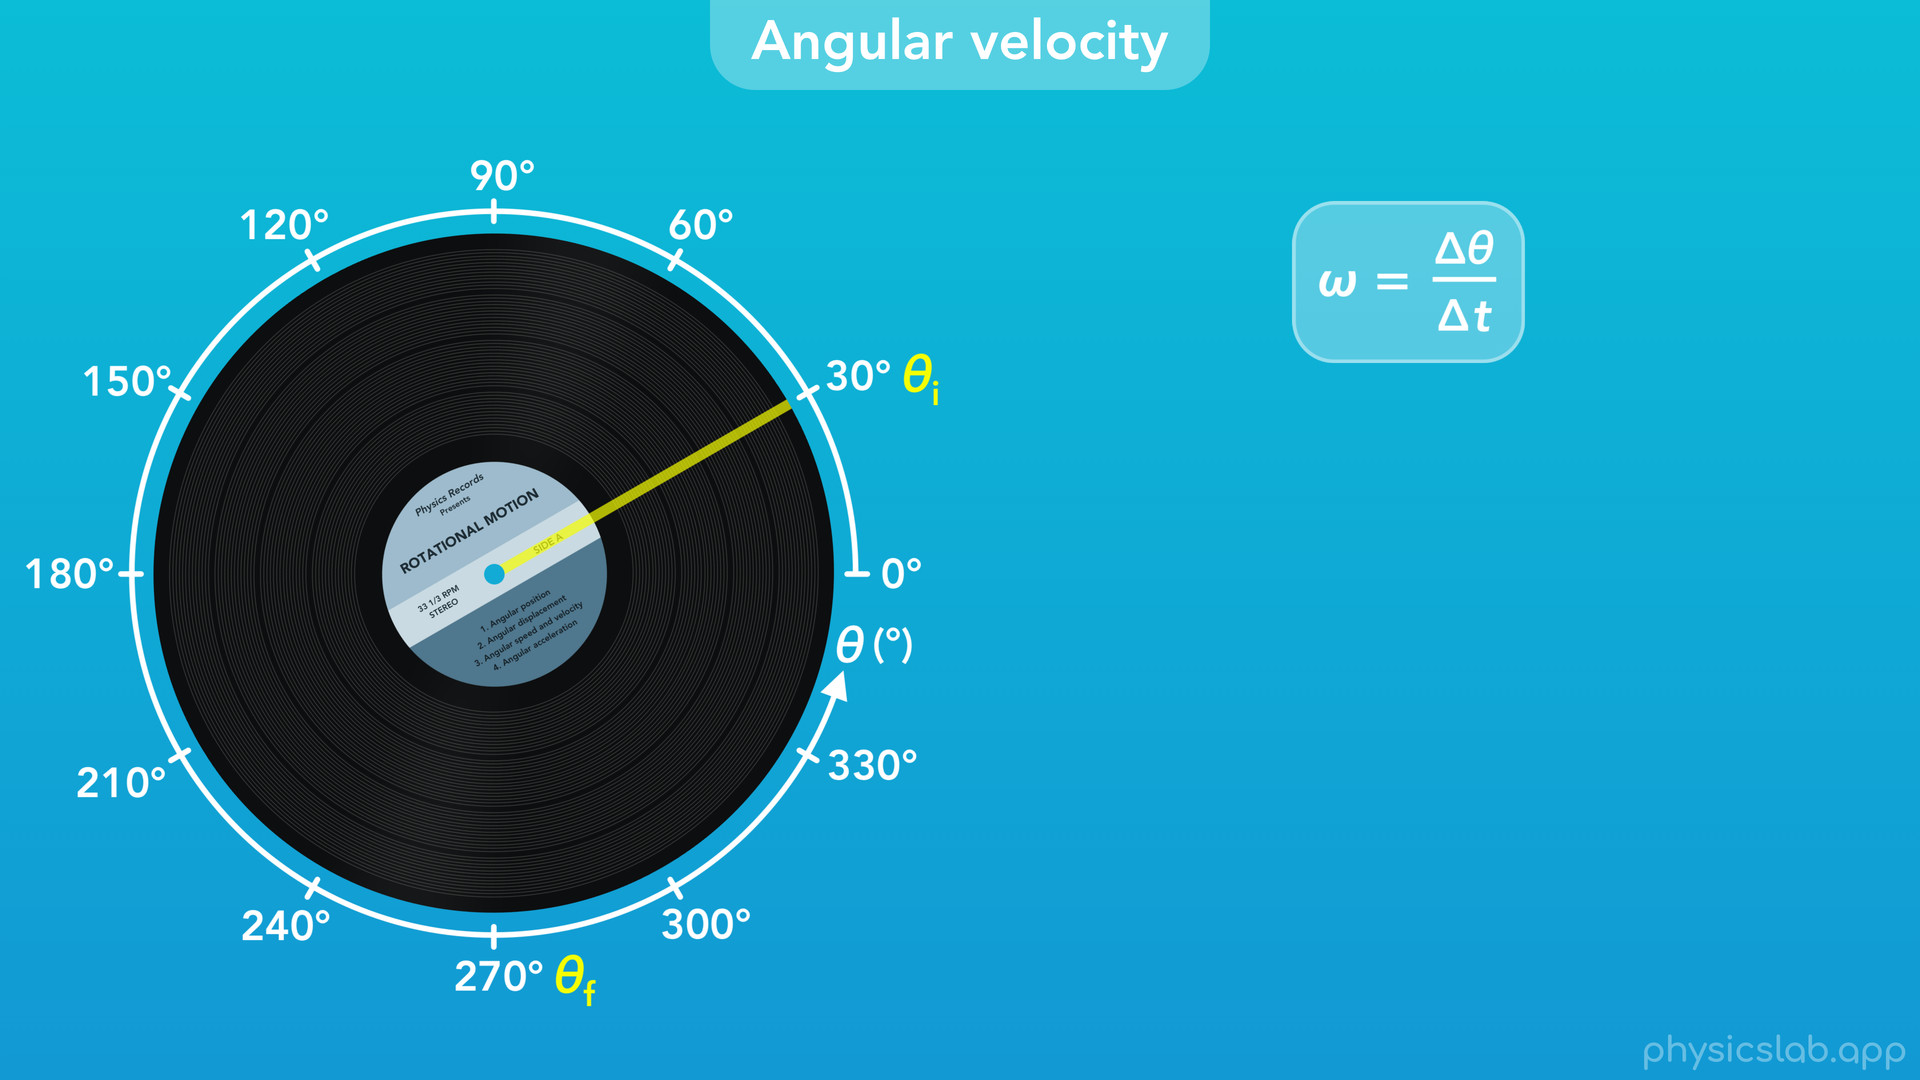 Angular velocity
90°
120°
60°
150°
30° θi
180°
0°
θ (°)
210°
330°
240°
300°
270° θf
Physics Records
Presents
ROTATIONAL MOTION
SIDE A
33 1/3 RPM
STEREO
1. Angular position
2. Angular displacement
3. Angular speed and velocity
4. Angular acceleration
ω = Δθ / Δt
physicslab.app